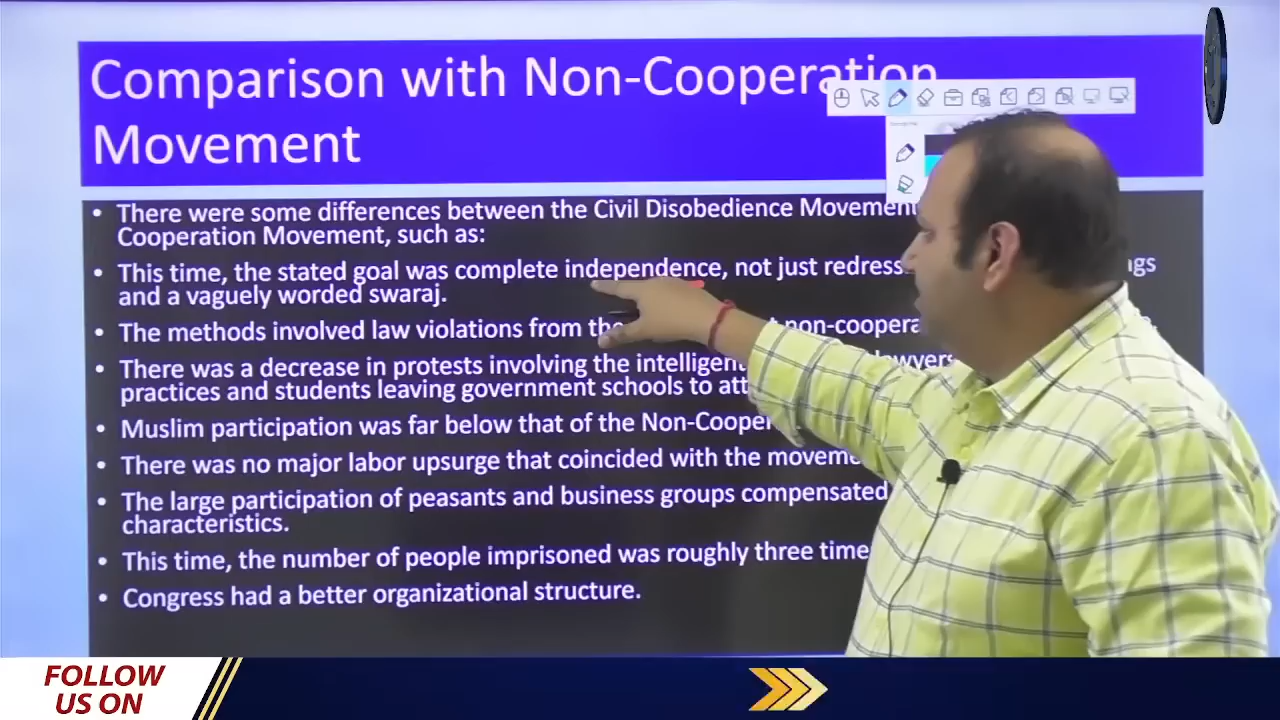 Comparison with Non-Cooperation
Movement
• There were some differences between the Civil Disobedience Movement
Cooperation Movement, such as:
• This time, the stated goal was complete independence, not just redress
and a vaguely worded swaraj.
• The methods involved law violations from the non-coopera
• There was a decrease in protests involving the intelligent lawyers
practices and students leaving government schools to att
• Muslim participation was far below that of the Non-Cooper
• There was no major labor upsurge that coincided with the moveme
• The large participation of peasants and business groups compensated
characteristics.
• This time, the number of people imprisoned was roughly three time
• Congress had a better organizational structure.
FOLLOW
US ON